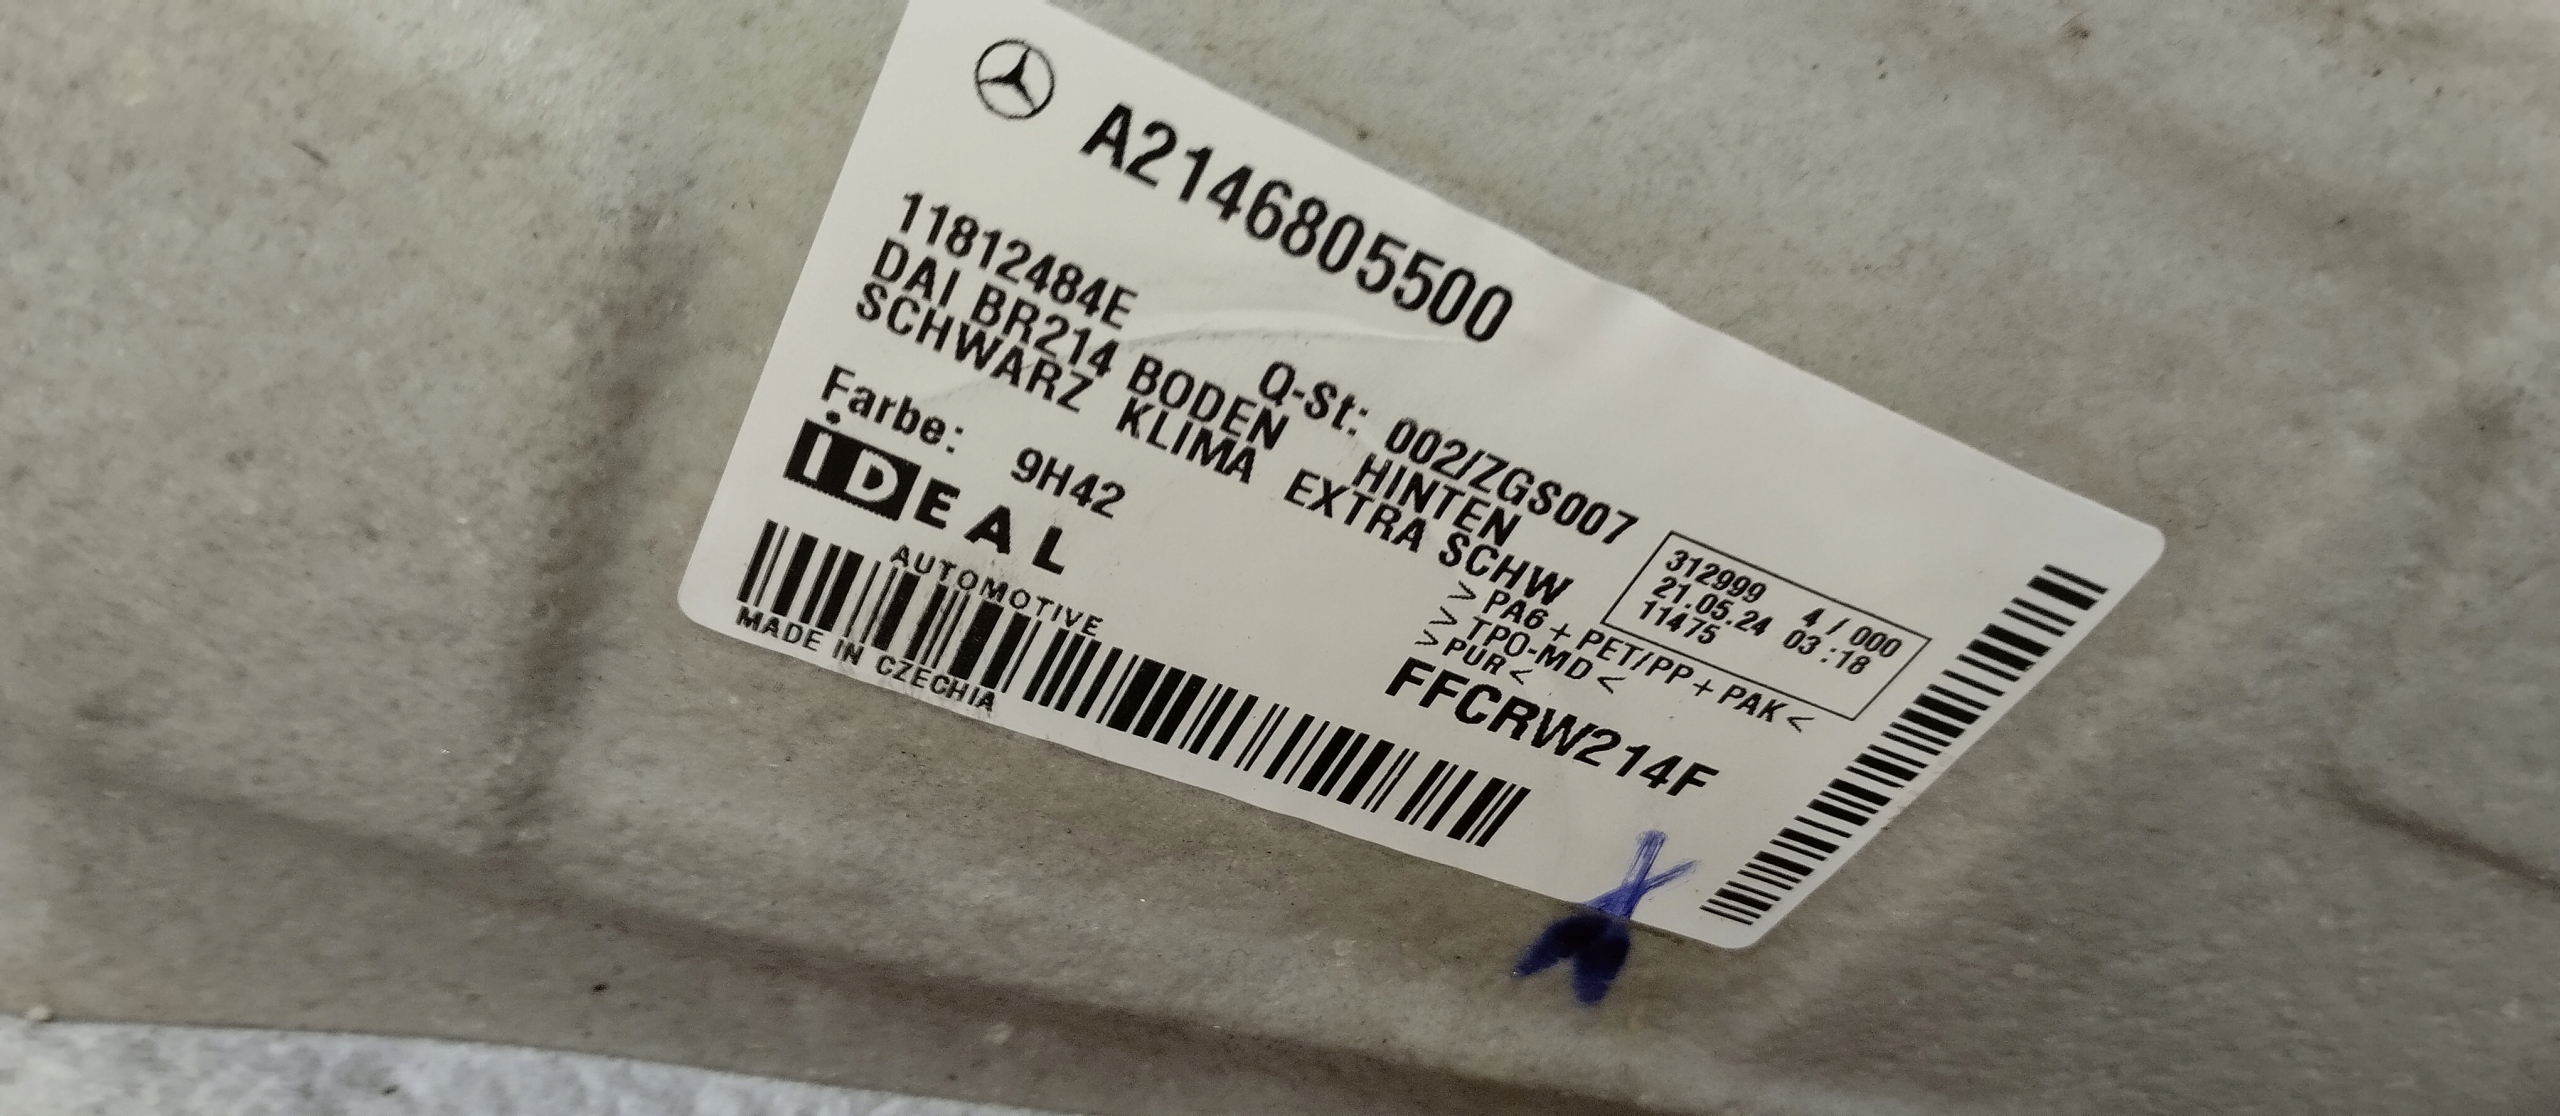 A2146805500
11812484E Q-St: 002/ZGS007
DAI BR214 BODEN HINTEN
SCHWARZ KLIMA EXTRA SCHW
Farbe: 9H42
312999 4 / 000
21.05.24 03:18
11475
>PA6+PET/PP+PAK<
>TPO-MD<
>PUR<
IDEAL
AUTOMOTIVE
FFCRW214F
MADE IN CZECHIA